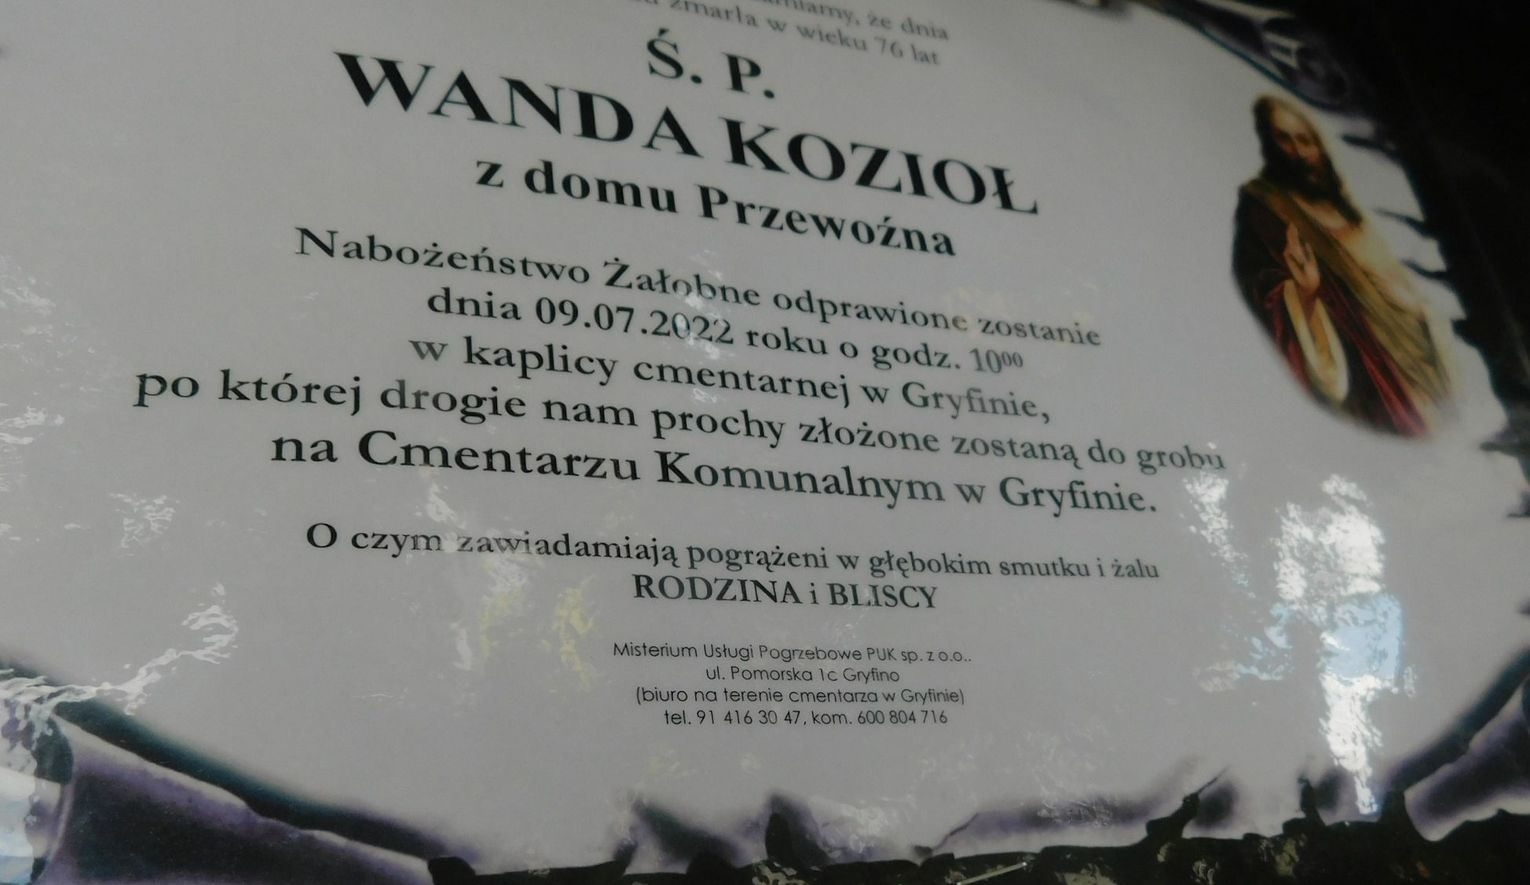 że dnia
zmarła w wieku 76 lat
Ś. P.
WANDA KOZIOŁ
z domu Przewoźna
Nabożeństwo Żałobne odprawione zostanie
dnia 09.07.2022 roku o godz. 10⁰⁰
w kaplicy cmentarnej w Gryfinie,
po której drogie nam prochy złożone zostaną do grobu
na Cmentarzu Komunalnym w Gryfinie.
O czym zawiadamiają pogrążeni w głębokim smutku i żalu
RODZINA i BLISCY
Misterium Usługi Pogrzebowe PUK sp. z o.o..
ul. Pomorska 1c Gryfino
(biuro na terenie cmentarza w Gryfinie)
tel. 91 416 30 47, kom. 600 804 716